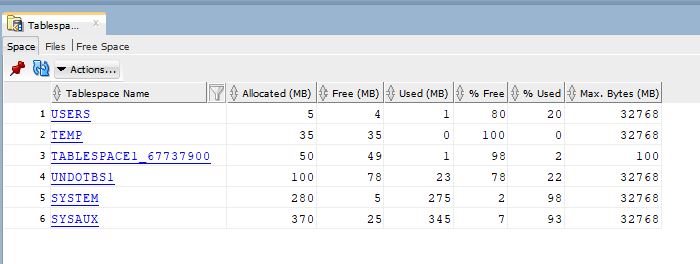 Tablespa... x
Space Files Free Space
Actions...
Tablespace Name Allocated (MB) Free (MB) Used (MB) % Free % Used Max. Bytes (MB)
1 USERS 5 4 1 80 20 32768
2 TEMP 35 35 0 100 0 32768
3 TABLESPACE1_67737900 50 49 1 98 2 100
4 UNDOTBS1 100 78 23 78 22 32768
5 SYSTEM 280 5 275 2 98 32768
6 SYSAUX 370 25 345 7 93 32768